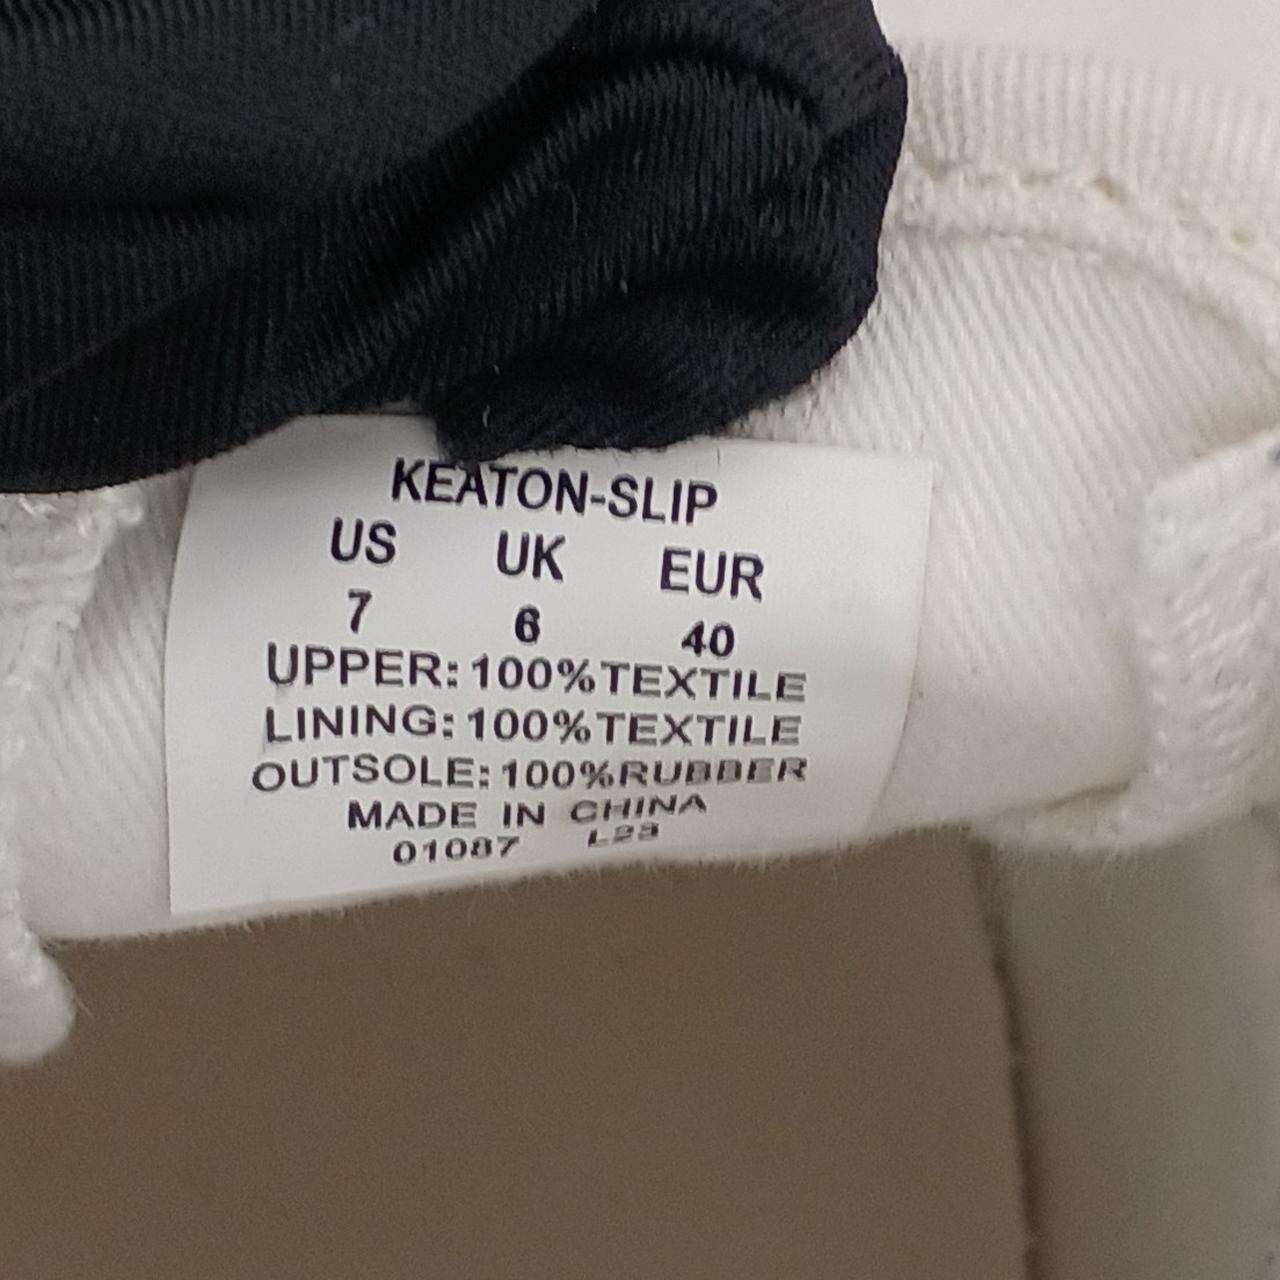 KEATON-SLIP
US UK EUR
7 6 40
UPPER: 100%TEXTILE
LINING: 100%TEXTILE
OUTSOLE: 100%RUBBER
MADE IN CHINA
01087 L23